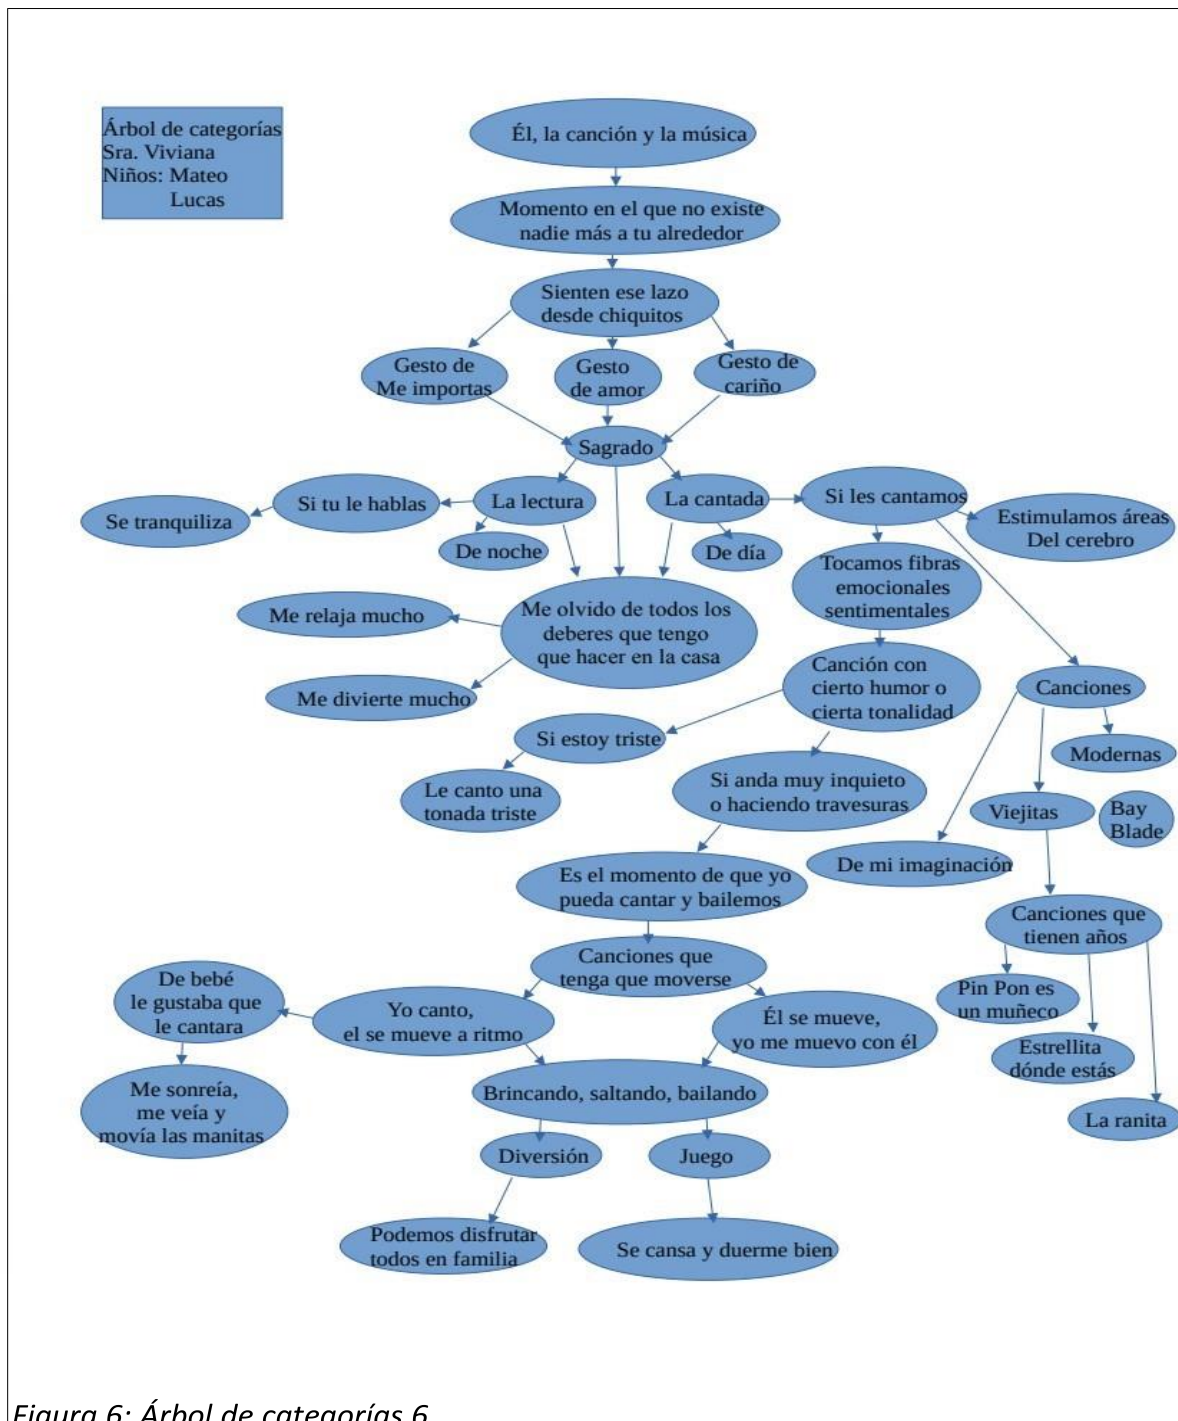 Árbol de categorías
Sra. Viviana
Niños: Mateo
Lucas
Él, la canción y la música
Momento en el que no existe
nadie más a tu alrededor
Sienten ese lazo
desde chiquitos
Gesto de
Me importas
Gesto
de amor
Gesto de
cariño
Sagrado
Se tranquiliza
Si tu le hablas
La lectura
La cantada
Si les cantamos
Estimulamos áreas
Del cerebro
De noche
De día
Tocamos fibras
emocionales
sentimentales
Me relaja mucho
Me olvido de todos los
deberes que tengo
que hacer en la casa
Me divierte mucho
Canción con
cierto humor o
cierta tonalidad
Canciones
Si estoy triste
Modernas
Le canto una
tonada triste
Si anda muy inquieto
o haciendo travesuras
Viejitas
Bay
Blade
De mi imaginación
Es el momento de que yo
pueda cantar y bailemos
Canciones que
tienen años
Canciones que
tenga que moverse
De bebé
le gustaba que
le cantara
Yo canto,
el se mueve a ritmo
Él se mueve,
yo me muevo con él
Pin Pon es
un muñeco
Estrellita
dónde estás
Me sonreía,
me veía y
movía las manitas
Brincando, saltando, bailando
La ranita
Diversión
Juego
Podemos disfrutar
todos en familia
Se cansa y duerme bien
Figura 6: Árbol de categorías 6